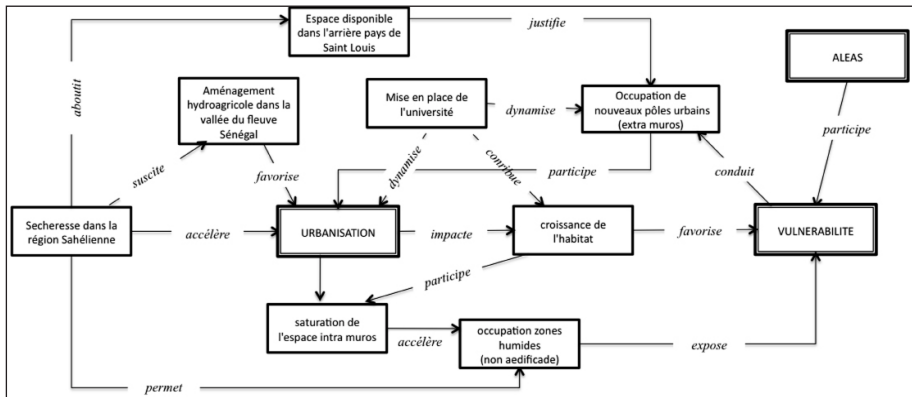 Espace disponible
dans l'arrière pays de
Saint Louis
justifie
ALEAS
aboutit
Aménagement
hydroagricole dans la
vallée du fleuve
Sénégal
Mise en place de
l'université
dynamise
Occupation de
nouveaux pôles urbains
(extra muros)
participe
suscite
favorise
dynamise
conribue
participe
conduit
Secheresse dans la
région Sahélienne
accélère
URBANISATION
impacte
croissance de
l'habitat
favorise
VULNERABILITE
participe
saturation de
l'espace intra muros
accélère
occupation zones
humides
(non aedificade)
expose
permet